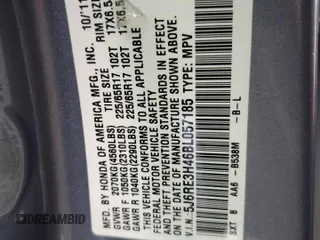 MFD. BY HONDA OF AMERICA MFG., INC. 10/11
TIRE SIZE RIM SIZE
GVWR 2070KG(4560LBS)
GAWR F 1050KG(2310LBS) 225/65R17 102T 17X6.5
GAWR R 1040KG(2290LBS) 225/65R17 102T 17X6.5
THIS VEHICLE CONFORMS TO ALL APPLICABLE
FEDERAL MOTOR VEHICLE SAFETY AND
THEFT PREVENTION STANDARDS IN EFFECT ON
THE DATE OF MANUFACTURE SHOWN ABOVE.
5J6RE3H46BL057185 TYPE: MPV
SXT B AA6 - B538M - B - L
DREAMBID